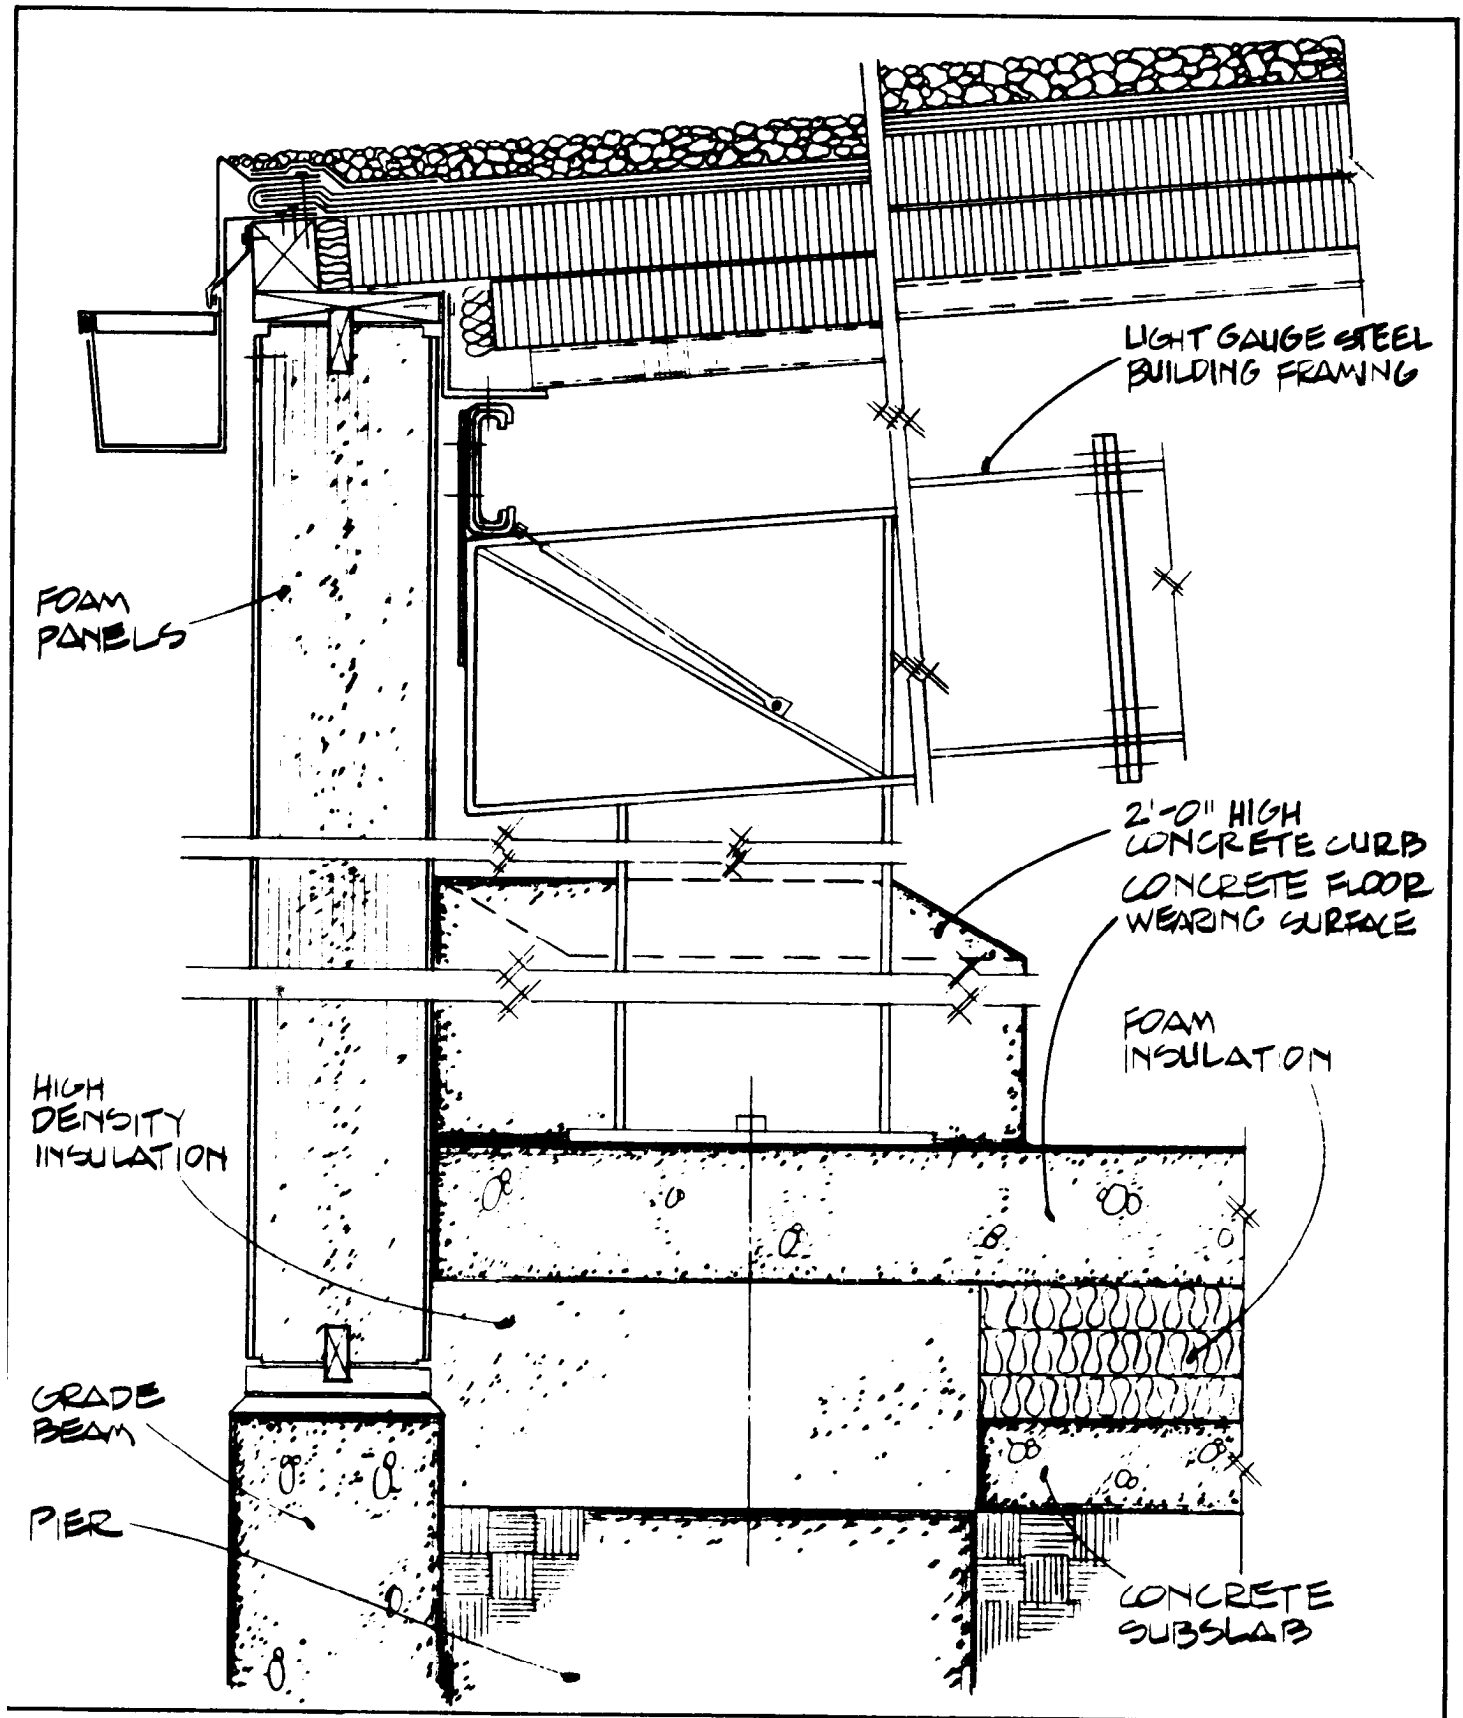 LIGHT GAUGE STEEL
BUILDING FRAMING
FOAM
PANELS
2'-0" HIGH
CONCRETE CURB
CONCRETE FLOOR
WEARING SURFACE
FOAM
INSULATION
HIGH
DENSITY
INSULATION
GRADE
BEAM
PIER
CONCRETE
SUBSLAB